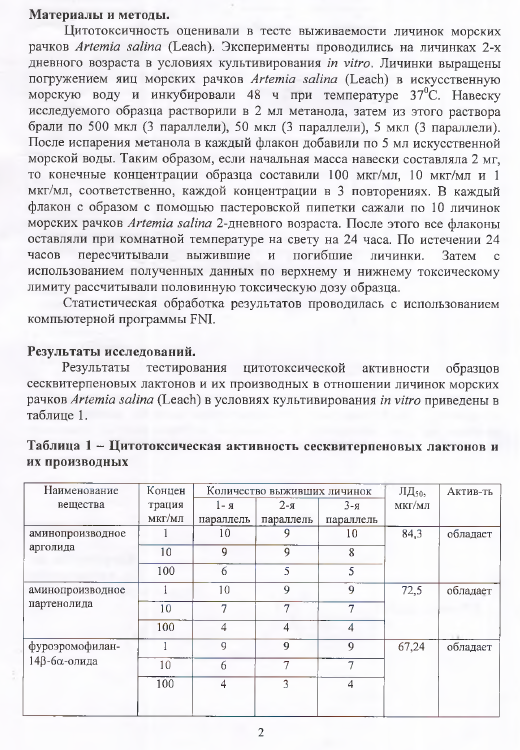 Материалы и методы.
Цитотоксичность оценивали в тесте выживаемости личинок морских
рачков Artemia salina (Leach). Эксперименты проводились на личинках 2-х
дневного возраста в условиях культивирования in vitro. Личинки выращены
погружением яиц морских рачков Artemia salina (Leach) в искусственную
морскую воду и инкубировали 48 ч при температуре 37⁰С. Навеску
исследуемого образца растворили в 2 мл метанола, затем из этого раствора
брали по 500 мкл (3 параллели), 50 мкл (3 параллели), 5 мкл (3 параллели).
После испарения метанола в каждый флакон добавили по 5 мл искусственной
морской воды. Таким образом, если начальная масса навески составляла 2 мг,
то конечные концентрации образца составили 100 мкг/мл, 10 мкг/мл и 1
мкг/мл, соответственно, каждой концентрации в 3 повторениях. В каждый
флакон с образом с помощью пастеровской пипетки сажали по 10 личинок
морских рачков Artemia salina 2-дневного возраста. После этого все флаконы
оставляли при комнатной температуре на свету на 24 часа. По истечении 24
часов пересчитывали выжившие и погибшие личинки. Затем с
использованием полученных данных по верхнему и нижнему токсическому
лимиту рассчитывали половинную токсическую дозу образца.
Статистическая обработка результатов проводилась с использованием
компьютерной программы FNI.
Результаты исследований.
Результаты тестирования цитотоксической активности образцов
сесквитерпеновых лактонов и их производных в отношении личинок морских
рачков Artemia salina (Leach) в условиях культивирования in vitro приведены в
таблице 1.
Таблица 1 – Цитотоксическая активность сесквитерпеновых лактонов и
их производных
Наименование вещества Концен трация мкг/мл Количество выживших личинок ЛД₅₀, мкг/мл Актив-ть
1- я параллель 2-я параллель 3-я параллель
аминопроизводное арголида 1 10 9 10 84,3 обладает
10 9 9 8
100 6 5 5
аминопроизводное партенолида 1 10 9 9 72,5 обладает
10 7 7 7
100 4 4 4
фуроэромофилан-14β-6α-олида 1 9 9 9 67,24 обладает
10 6 7 7
100 4 3 4
2